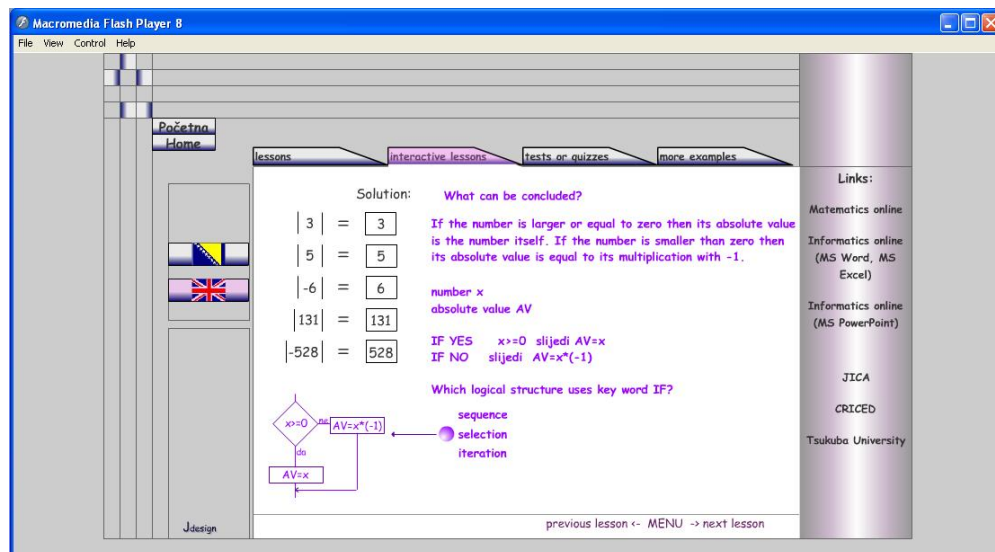 Macromedia Flash Player 8
File View Control Help
Početna
Home
lessons
interactive lessons
tests or quizzes
more examples
Solution:
|3| = 3
|5| = 5
|-6| = 6
|131| = 131
|-528| = 528
What can be concluded?
If the number is larger or equal to zero then its absolute value
is the number itself. If the number is smaller than zero then
its absolute value is equal to its multiplication with -1.
number x
absolute value AV
IF YES x>=0 slijedi AV=x
IF NO slijedi AV=x*(-1)
Which logical structure uses key word IF?
sequence
selection
iteration
x>=0
ne
AV=x*(-1)
da
AV=x
previous lesson <- MENU -> next lesson
Jdesign
Links:
Matematics online
Informatics online
(MS Word, MS
Excel)
Informatics online
(MS PowerPoint)
JICA
CRICED
Tsukuba University